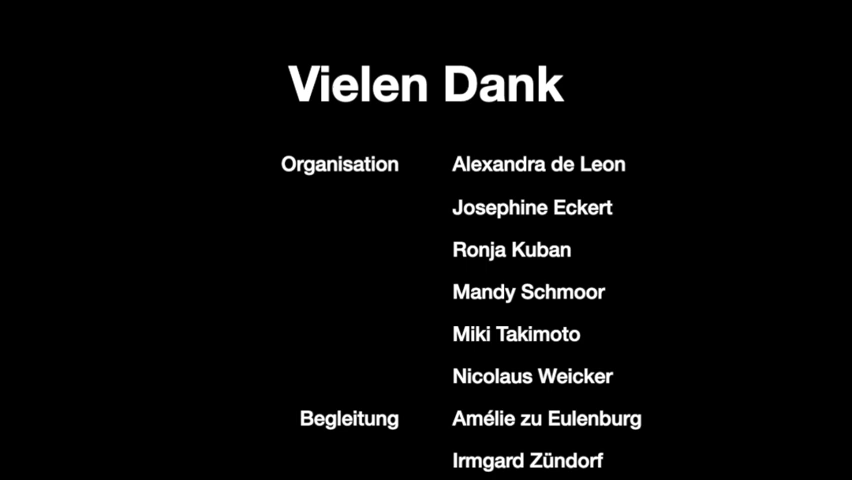 Vielen Dank
Organisation Alexandra de Leon
Josephine Eckert
Ronja Kuban
Mandy Schmoor
Miki Takimoto
Nicolaus Weicker
Begleitung Amélie zu Eulenburg
Irmgard Zündorf